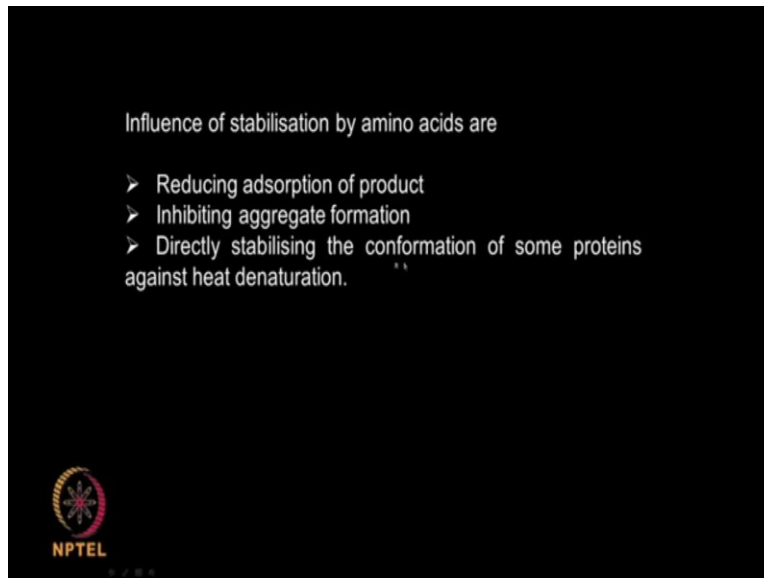 Influence of stabilisation by amino acids are
➢ Reducing adsorption of product
➢ Inhibiting aggregate formation
➢ Directly stabilising the conformation of some proteins
against heat denaturation.
NPTEL